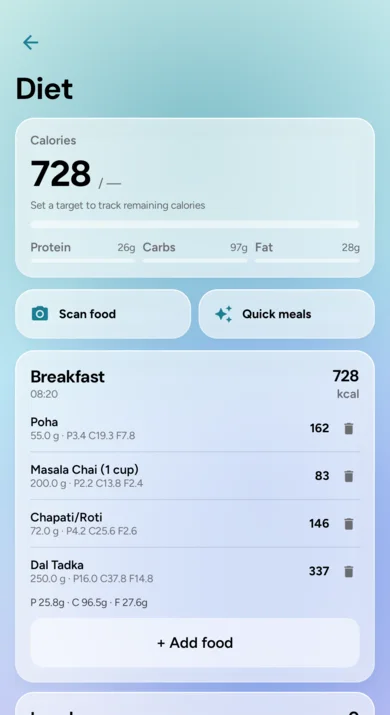 Diet
Calories
728 / —
Set a target to track remaining calories
Protein 26g Carbs 97g Fat 28g
Scan food Quick meals
Breakfast 728
08:20 kcal
Poha 162
55.0 g · P3.4 C19.3 F7.8
Masala Chai (1 cup) 83
200.0 g · P2.2 C13.8 F2.4
Chapati/Roti 146
72.0 g · P4.2 C25.6 F2.6
Dal Tadka 337
250.0 g · P16.0 C37.8 F14.8
P 25.8g · C 96.5g · F 27.6g
+ Add food